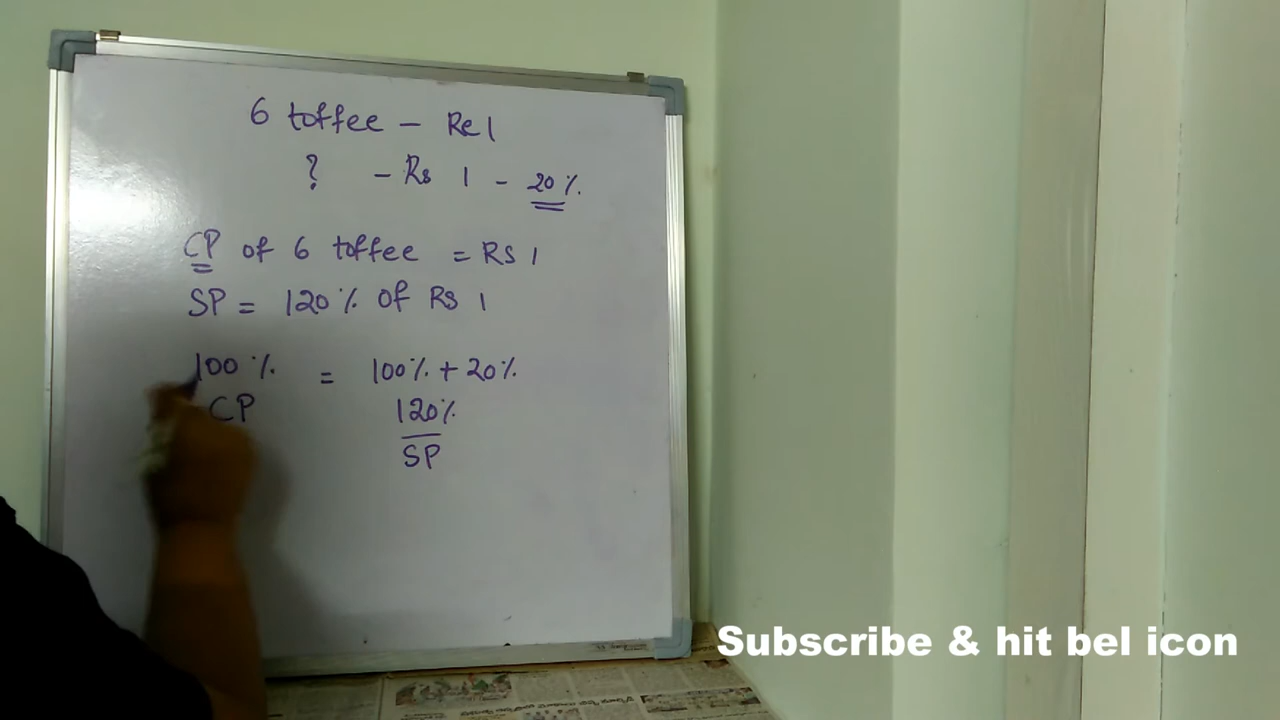 6 toffee - Re 1
? - Rs 1 - 20%.
CP of 6 toffee = Rs 1
SP = 120% of Rs 1
100% = 100% + 20%
CP 120%
SP
Subscribe & hit bel icon